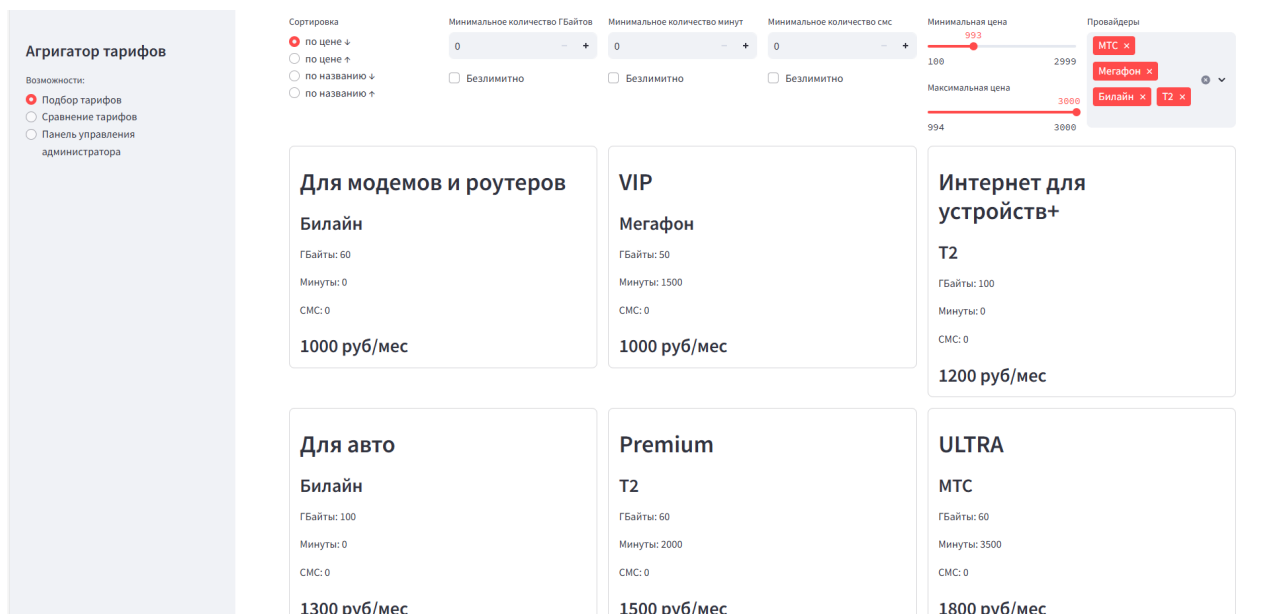 Агригатор тарифов
Возможности:
Подбор тарифов
Сравнение тарифов
Панель управления
администратора
Сортировка
по цене ↓
по цене ↑
по названию ↓
по названию ↑
Минимальное количество ГБайтов
0
Безлимитно
Минимальное количество минут
0
Безлимитно
Минимальное количество смс
0
Безлимитно
Минимальная цена
993
100 2999
Максимальная цена
3000
994 3000
Провайдеры
МТС ×
Мегафон ×
Билайн × Т2 ×
Для модемов и роутеров
Билайн
ГБайты: 60
Минуты: 0
СМС: 0
1000 руб/мес
VIP
Мегафон
ГБайты: 50
Минуты: 1500
СМС: 0
1000 руб/мес
Интернет для
устройств+
Т2
ГБайты: 100
Минуты: 0
СМС: 0
1200 руб/мес
Для авто
Билайн
ГБайты: 100
Минуты: 0
СМС: 0
1300 руб/мес
Premium
Т2
ГБайты: 60
Минуты: 2000
СМС: 0
1500 руб/мес
ULTRA
МТС
ГБайты: 60
Минуты: 3500
СМС: 0
1800 руб/мес